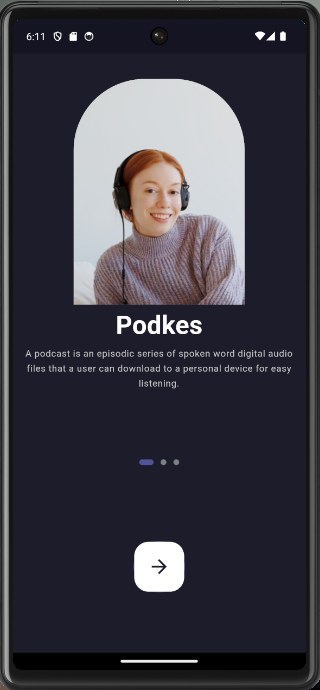 6:11
Podkes
A podcast is an episodic series of spoken word digital audio
files that a user can download to a personal device for easy
listening.